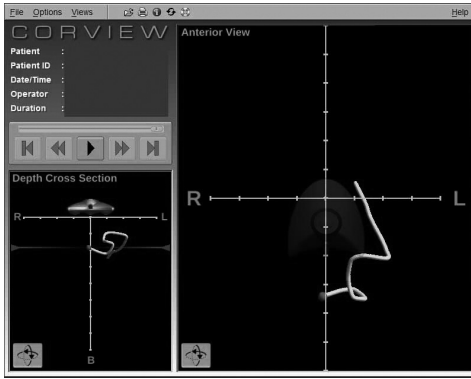 File Options Views Help
CORVIEW
Patient :
Patient ID :
Date/Time :
Operator :
Duration :
Depth Cross Section
R L
B
Anterior View
R L